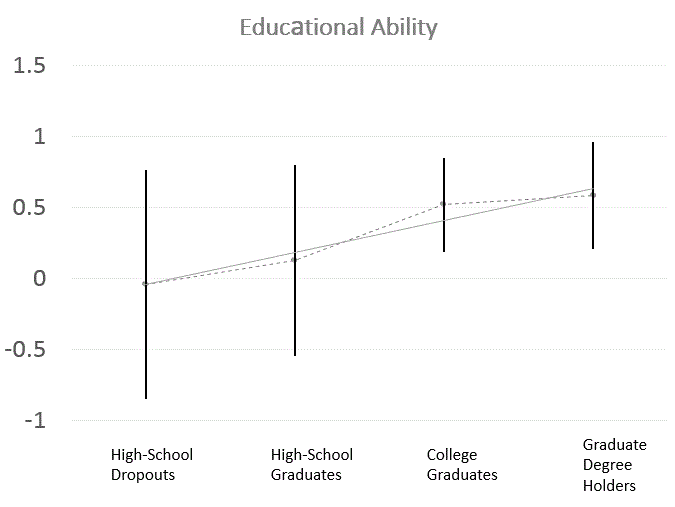 Educational Ability
1.5
1
0.5
0
-0.5
-1
High-School
Dropouts
High-School
Graduates
College
Graduates
Graduate
Degree
Holders